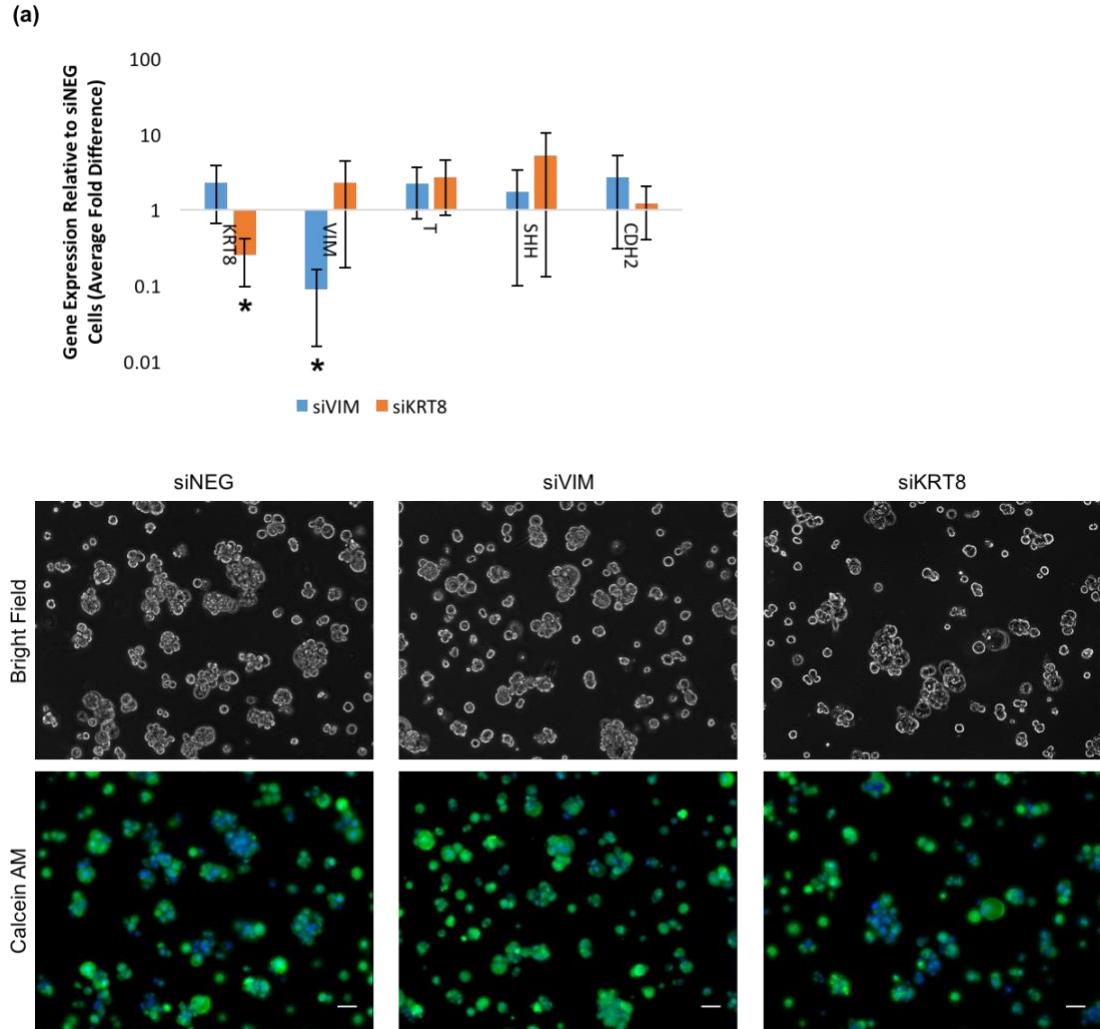 (a)
Gene Expression Relative to siNEG
Cells (Average Fold Difference)
100
10
1
0.1
0.01
KRT8
VIM
T
SHH
CDH2
*
*
siVIM siKRT8
siNEG siVIM siKRT8
Bright Field
Calcein AM